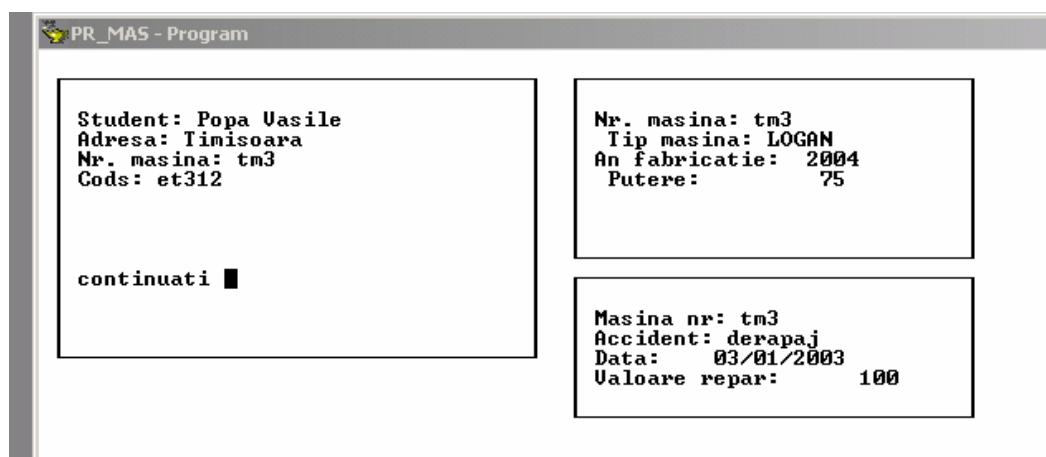 PR_MAS - Program
Student: Popa Vasile
Adresa: Timisoara
Nr. masina: tm3
Cods: et312
continuati
Nr. masina: tm3
Tip masina: LOGAN
An fabricatie: 2004
Putere: 75
Masina nr: tm3
Accident: derapaj
Data: 03/01/2003
Valoare repar: 100